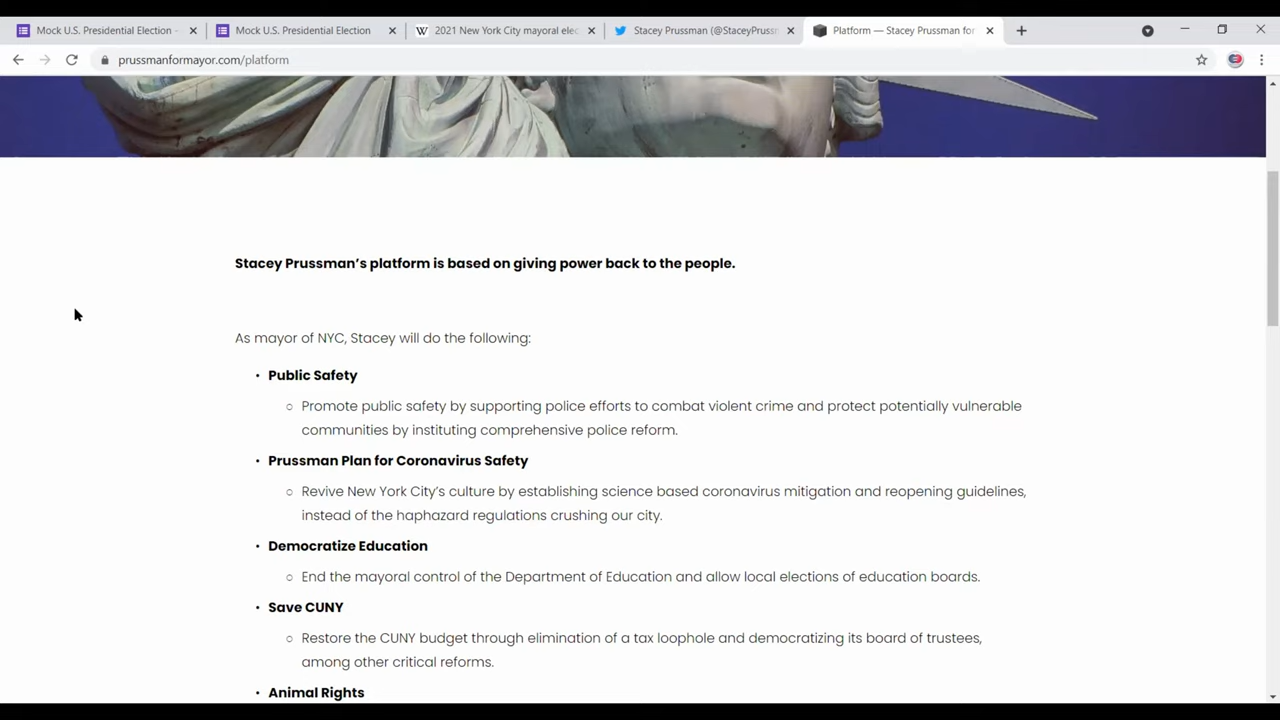 Mock U.S. Presidential Election -
Mock U.S. Presidential Election
W 2021 New York City mayoral elec
Stacey Prussman (@StaceyPrussm
Platform — Stacey Prussman for
prussmanformayor.com/platform
Stacey Prussman’s platform is based on giving power back to the people.
As mayor of NYC, Stacey will do the following:
• Public Safety
○ Promote public safety by supporting police efforts to combat violent crime and protect potentially vulnerable
communities by instituting comprehensive police reform.
• Prussman Plan for Coronavirus Safety
○ Revive New York City’s culture by establishing science based coronavirus mitigation and reopening guidelines,
instead of the haphazard regulations crushing our city.
• Democratize Education
○ End the mayoral control of the Department of Education and allow local elections of education boards.
• Save CUNY
○ Restore the CUNY budget through elimination of a tax loophole and democratizing its board of trustees,
among other critical reforms.
• Animal Rights